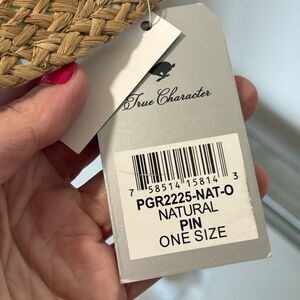 True Character
7 58514 15814 3
PGR2225-NAT-O
NATURAL
PIN
ONE SIZE